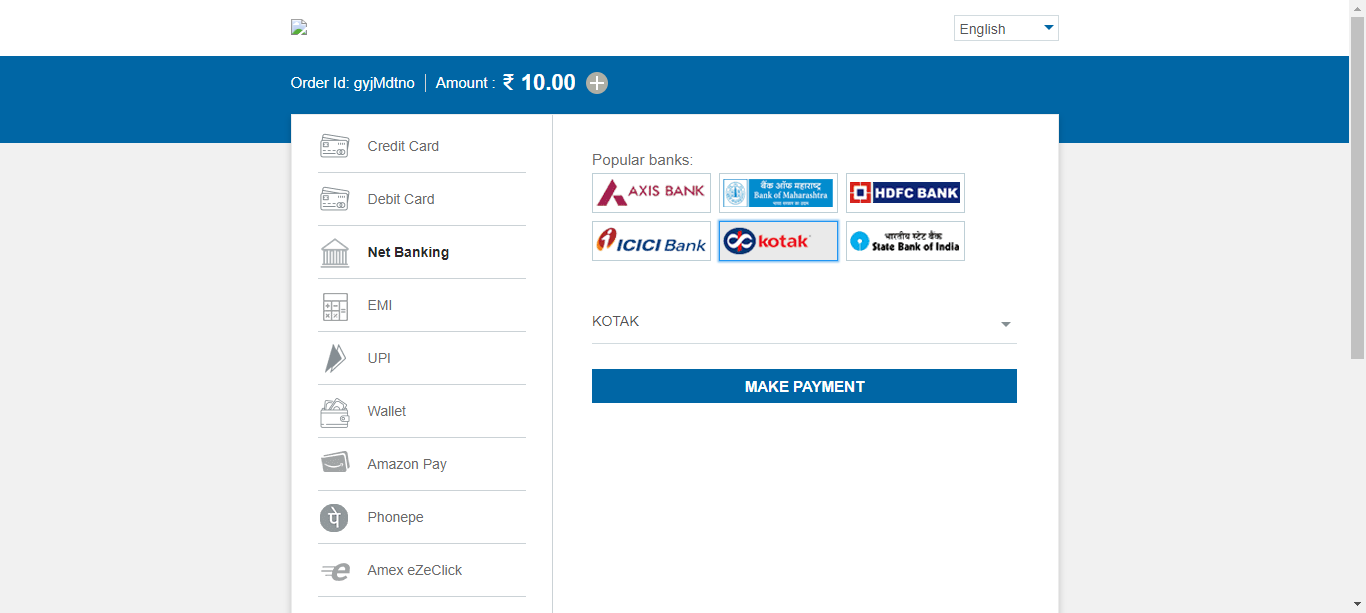 English
Order Id: gyjMdtno
Amount : ₹ 10.00
Credit Card
Debit Card
Net Banking
EMI
UPI
Wallet
Amazon Pay
पे
Phonepe
Amex eZeClick
Popular banks:
AXIS BANK
बैंक ऑफ महाराष्ट्र
Bank of Maharashtra
HDFC BANK
ICICI Bank
kotak
भारतीय स्टेट बैंक
State Bank of India
KOTAK
MAKE PAYMENT